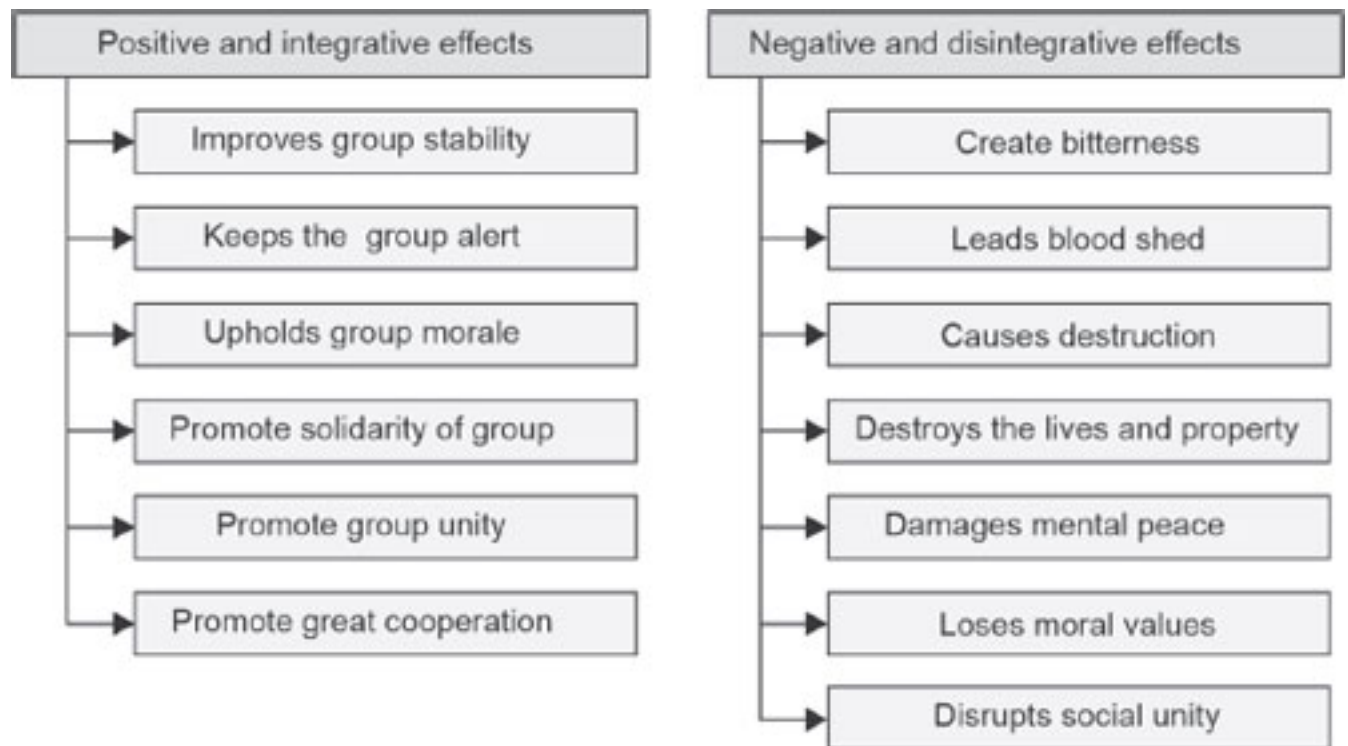 Positive and integrative effects
Improves group stability
Keeps the group alert
Upholds group morale
Promote solidarity of group
Promote group unity
Promote great cooperation
Negative and disintegrative effects
Create bitterness
Leads blood shed
Causes destruction
Destroys the lives and property
Damages mental peace
Loses moral values
Disrupts social unity